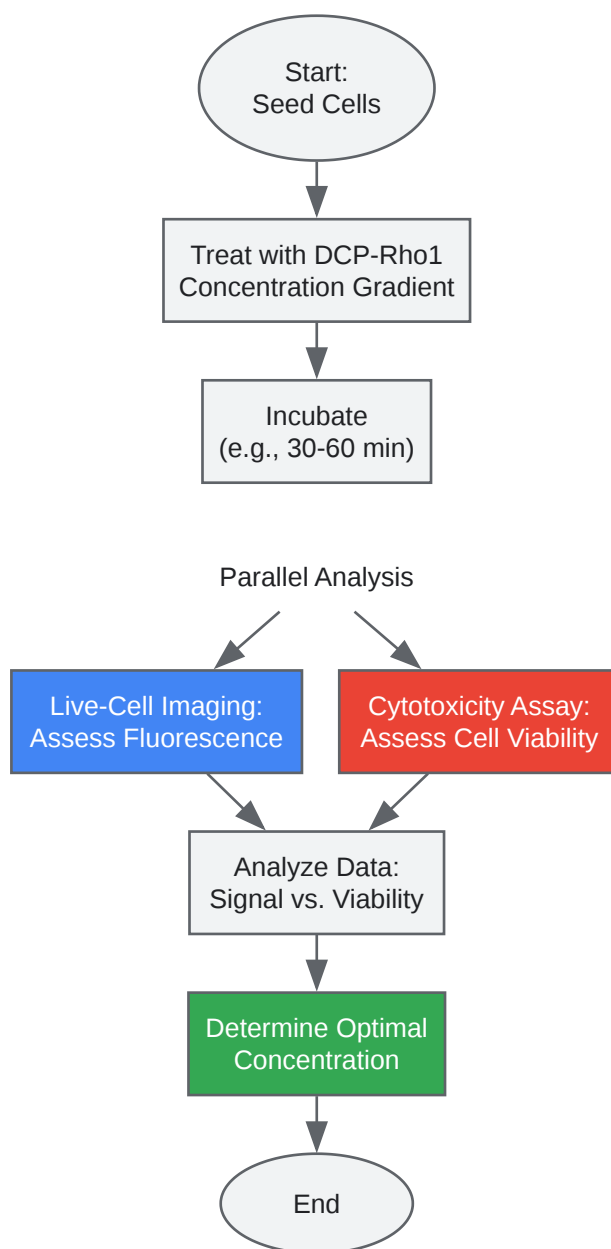 Start:
Seed Cells
Treat with DCP-Rho1
Concentration Gradient
Incubate
(e.g., 30-60 min)
Parallel Analysis
Live-Cell Imaging:
Assess Fluorescence
Cytotoxicity Assay:
Assess Cell Viability
Analyze Data:
Signal vs. Viability
Determine Optimal
Concentration
End